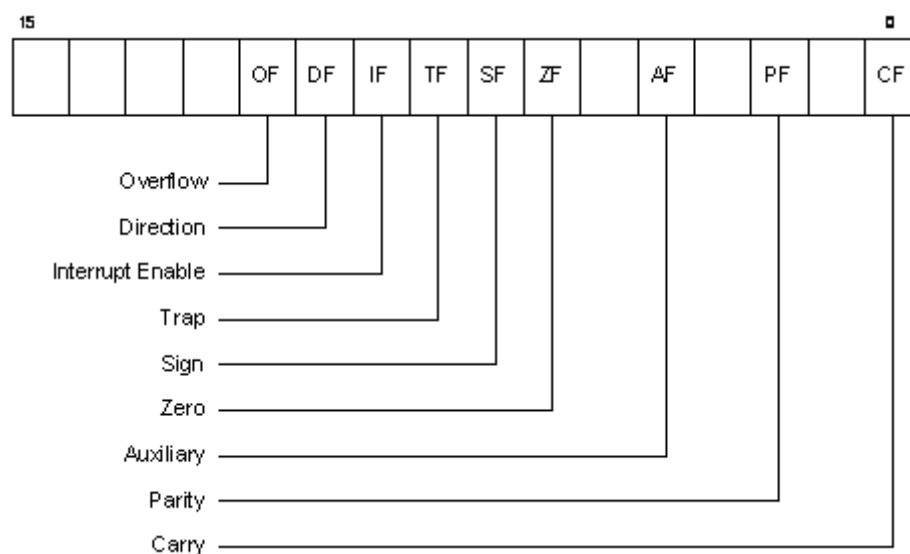 15 0
OF DF IF TF SF ZF AF PF CF
Overflow
Direction
Interrupt Enable
Trap
Sign
Zero
Auxiliary
Parity
Carry